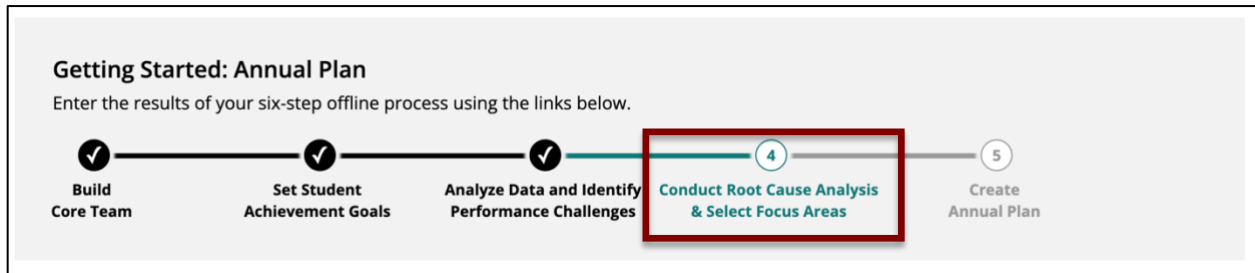 Getting Started: Annual Plan
Enter the results of your six-step offline process using the links below.
4
5
Build
Core Team
Set Student
Achievement Goals
Analyze Data and Identify
Performance Challenges
Conduct Root Cause Analysis
& Select Focus Areas
Create
Annual Plan